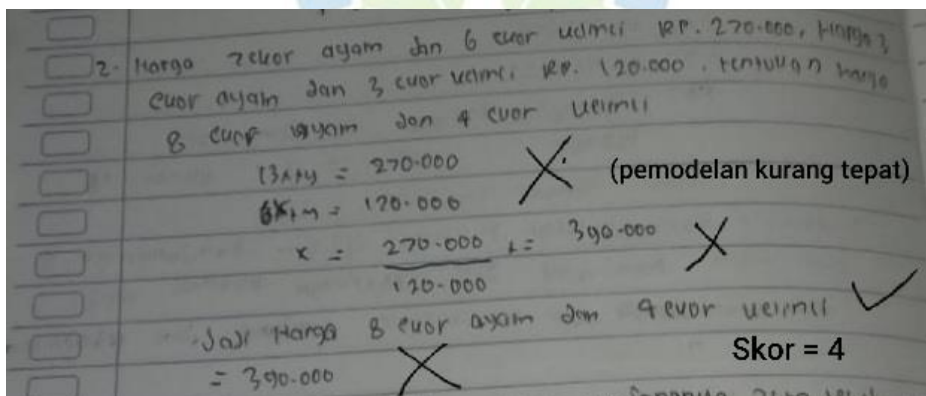 2. Harga 7 ekor ayam dan 6 ekor kelinci Rp. 270.000, Harga 3
ekor ayam dan 3 ekor kelinci Rp. 120.000. tentukan harga
8 ekor ayam dan 4 ekor kelinci
13x+y = 270.000
6x+y = 120.000
(pemodelan kurang tepat)
x = 270.000 + = 390.000
120.000
Jadi Harga 8 ekor ayam dan 4 ekor kelinci
= 390.000
Skor = 4